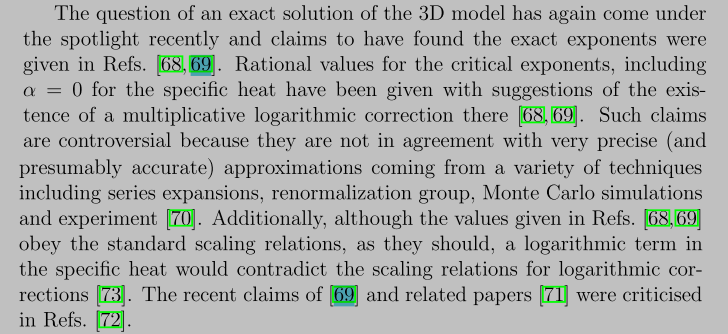 The question of an exact solution of the 3D model has again come under
the spotlight recently and claims to have found the exact exponents were
given in Refs. [68,69]. Rational values for the critical exponents, including
α = 0 for the specific heat have been given with suggestions of the exis-
tence of a multiplicative logarithmic correction there [68,69]. Such claims
are controversial because they are not in agreement with very precise (and
presumably accurate) approximations coming from a variety of techniques
including series expansions, renormalization group, Monte Carlo simulations
and experiment [70]. Additionally, although the values given in Refs. [68,69]
obey the standard scaling relations, as they should, a logarithmic term in
the specific heat would contradict the scaling relations for logarithmic cor-
rections [73]. The recent claims of [69] and related papers [71] were criticised
in Refs. [72].